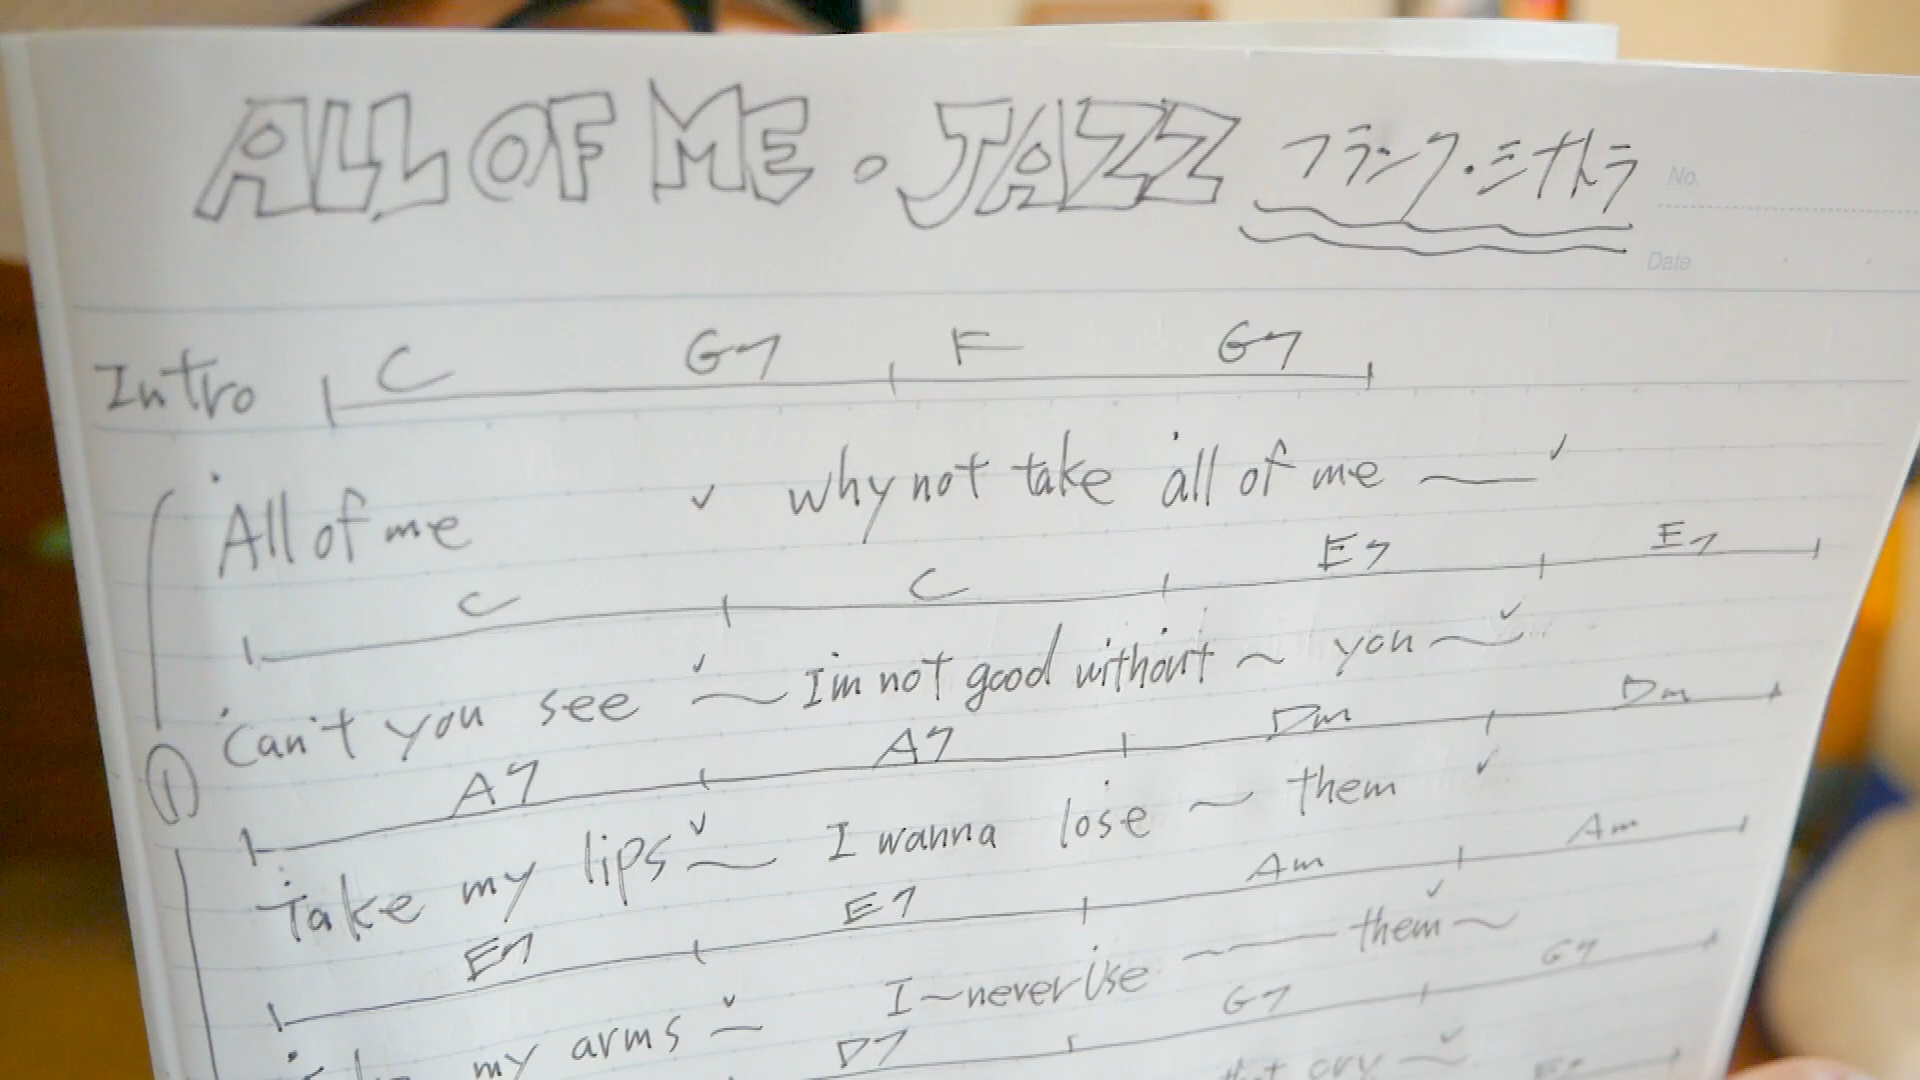 ALL OF ME . JAZZ フランク・シナトラ
No.
Date
Intro C G7 F G7
All of me ✓ why not take all of me ✓
C C E7 E7
Can't you see ✓ ~ I'm not good without ~ you ~ ✓
A7 A7 Dm Dm
①
Take my lips ✓ ~ I wanna lose ~ them ✓
E7 E7 Am Am
my arms ✓ ~ I~never Use ~ them ✓ ~
D7 G7 G7
cry ~ ✓